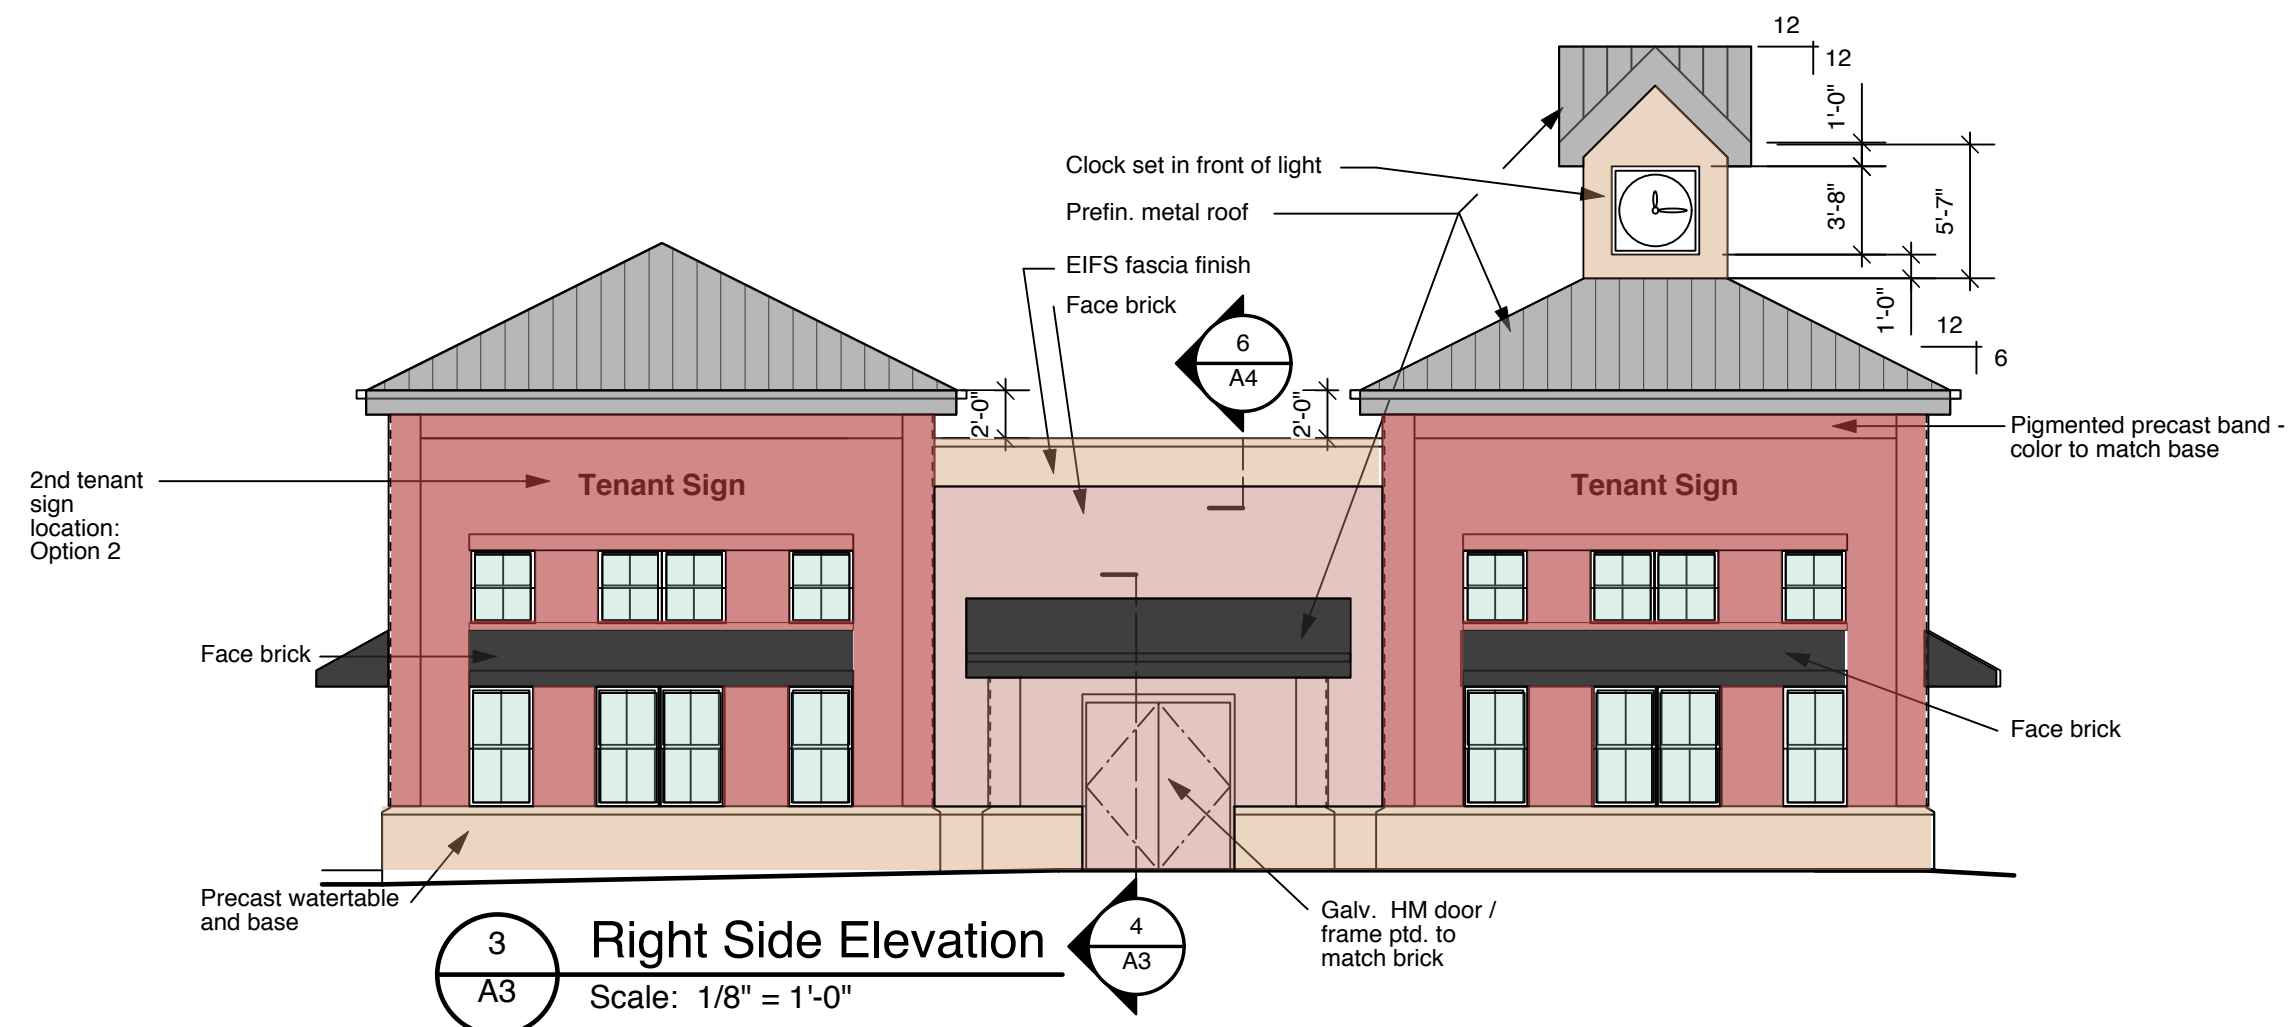 12
12
1'-0"
Clock set in front of light
3'-8"
5'-7"
Prefin. metal roof
EIFS fascia finish
Face brick
1'-0"
12
6
6
A4
2'-0"
2'-0"
Pigmented precast band -
color to match base
2nd tenant
sign
location:
Option 2
Tenant Sign
Tenant Sign
Face brick
Face brick
Precast watertable
and base
Galv.  HM door /
frame ptd. to
match brick
3
A3
Right Side Elevation
Scale:  1/8" = 1'-0"
4
A3